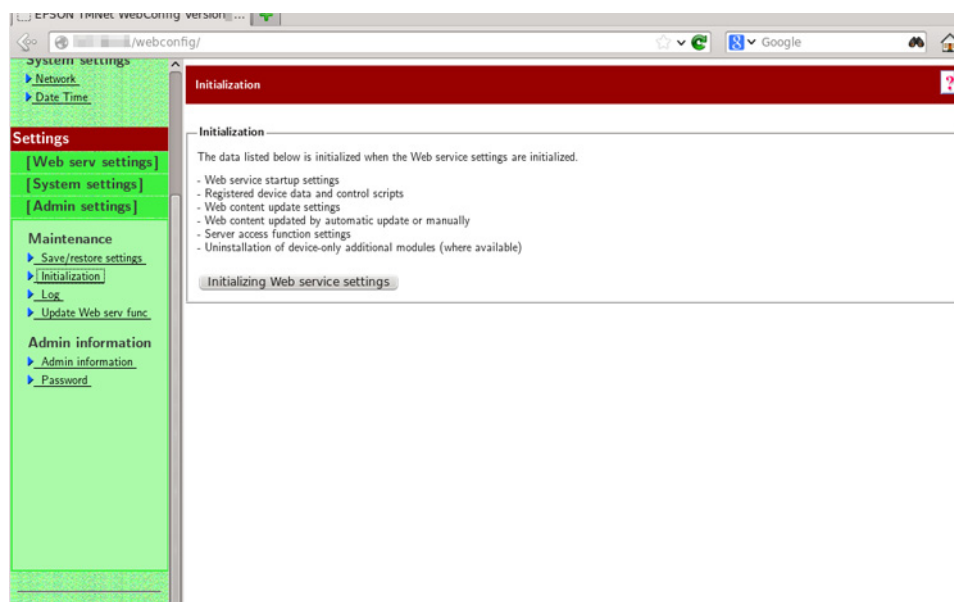 EPSON TMNet WebConfig Version ...
/webconfig/
Google
System settings
Network
Date Time
Settings
[Web serv settings]
[System settings]
[Admin settings]
Maintenance
Save/restore settings
Initialization
Log
Update Web serv func
Admin information
Admin information
Password
Initialization
?
Initialization
The data listed below is initialized when the Web service settings are initialized.
- Web service startup settings
- Registered device data and control scripts
- Web content update settings
- Web content updated by automatic update or manually
- Server access function settings
- Uninstallation of device-only additional modules (where available)
Initializing Web service settings